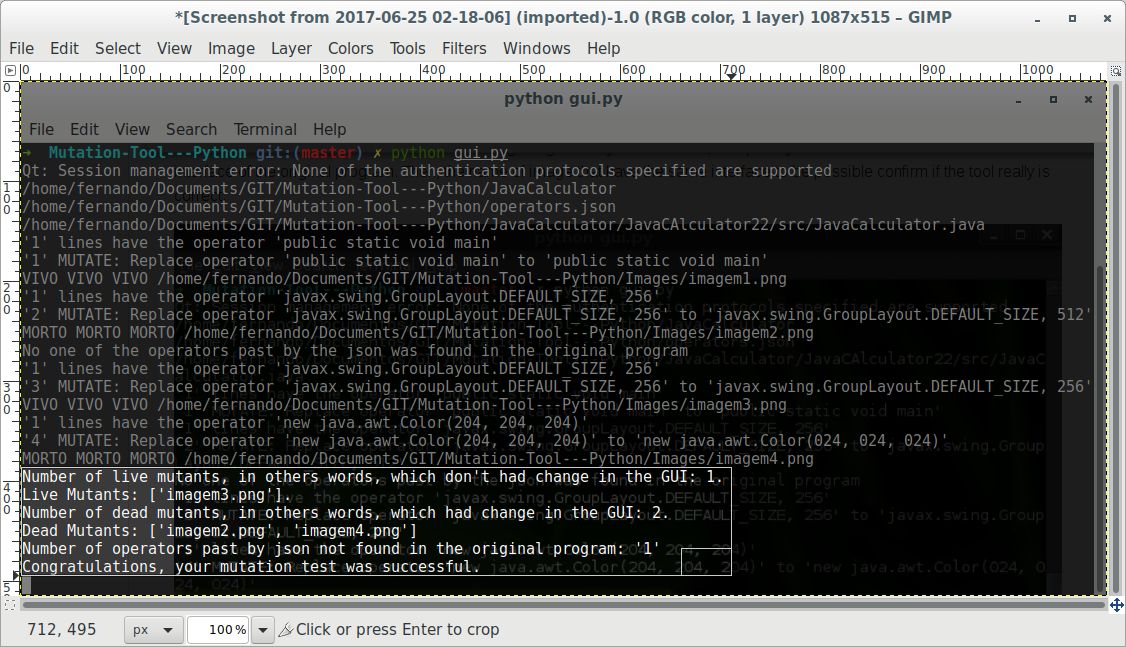 *[Screenshot from 2017-06-25 02-18-06] (imported)-1.0 (RGB color, 1 layer) 1087x515 – GIMP
File Edit Select View Image Layer Colors Tools Filters Windows Help
0 100 200 300 400 500 600 700 800 900 1000
python gui.py
File Edit View Search Terminal Help
→ Mutation-Tool---Python git:(master) ✗ python gui.py
Qt: Session management error: None of the authentication protocols specified are supported
/home/fernando/Documents/GIT/Mutation-Tool---Python/JavaCalculator
/home/fernando/Documents/GIT/Mutation-Tool---Python/operators.json
/home/fernando/Documents/GIT/Mutation-Tool---Python/JavaCalculator/JavaCAlculator22/src/JavaCalculator.java
'1' lines have the operator 'public static void main'
'1' MUTATE: Replace operator 'public static void main' to 'public static void main'
VIVO VIVO VIVO /home/fernando/Documents/GIT/Mutation-Tool---Python/Images/imagem1.png
'1' lines have the operator 'javax.swing.GroupLayout.DEFAULT_SIZE, 256'
'2' MUTATE: Replace operator 'javax.swing.GroupLayout.DEFAULT_SIZE, 256' to 'javax.swing.GroupLayout.DEFAULT_SIZE, 512'
MORTO MORTO MORTO /home/fernando/Documents/GIT/Mutation-Tool---Python/Images/imagem2.png
No one of the operators past by the json was found in the original program
'1' lines have the operator 'javax.swing.GroupLayout.DEFAULT_SIZE, 256'
'3' MUTATE: Replace operator 'javax.swing.GroupLayout.DEFAULT_SIZE, 256' to 'javax.swing.GroupLayout.DEFAULT_SIZE, 256'
VIVO VIVO VIVO /home/fernando/Documents/GIT/Mutation-Tool---Python/Images/imagem3.png
'1' lines have the operator 'new java.awt.Color(204, 204, 204)'
'4' MUTATE: Replace operator 'new java.awt.Color(204, 204, 204)' to 'new java.awt.Color(024, 024, 024)'
MORTO MORTO MORTO /home/fernando/Documents/GIT/Mutation-Tool---Python/Images/imagem4.png
Number of live mutants, in others words, which don't had change in the GUI: 1.
Live Mutants: ['imagem3.png'].
Number of dead mutants, in others words, which had change in the GUI: 2.
Dead Mutants: ['imagem2.png', 'imagem4.png']
Number of operators past by json not found in the original program: '1'
Congratulations, your mutation test was successful.
712, 495 px 100 % Click or press Enter to crop